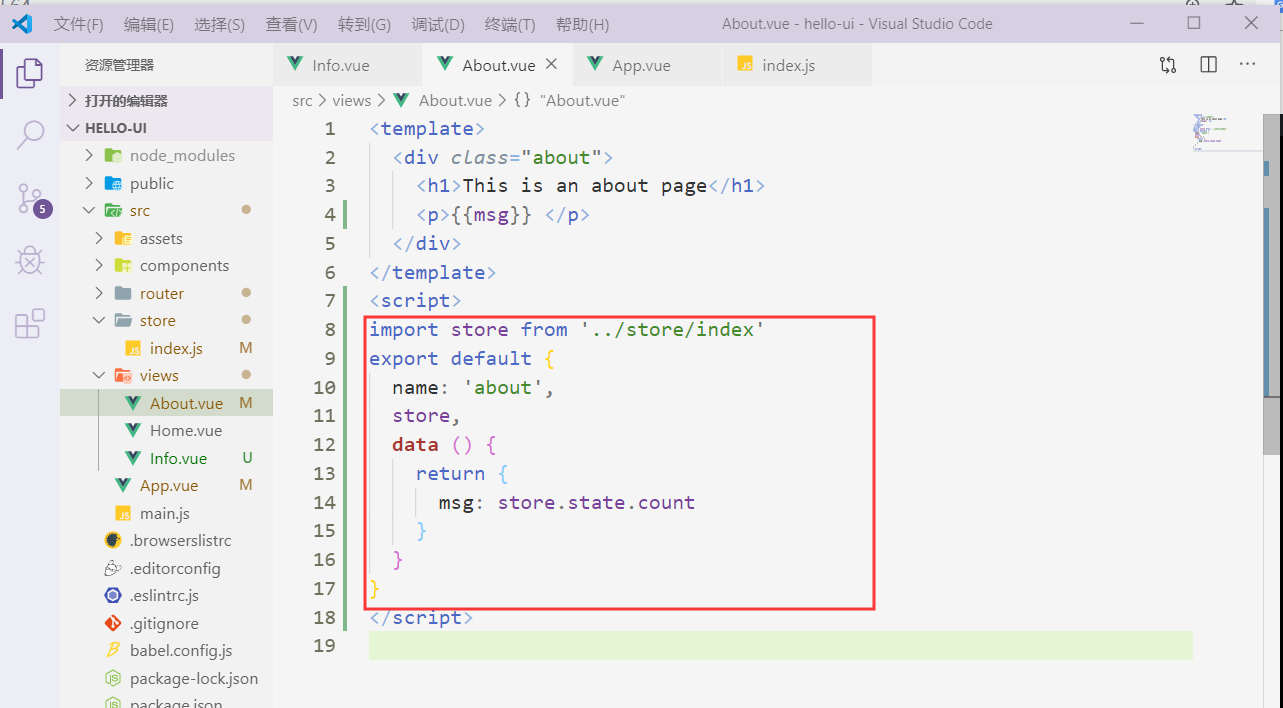 文件(F) 编辑(E) 选择(S) 查看(V) 转到(G) 调试(D) 终端(T) 帮助(H) About.vue - hello-ui - Visual Studio Code
资源管理器
打开的编辑器
HELLO-UI
node_modules
public
src
assets
components
router
store
index.js M
views
About.vue M
Home.vue
Info.vue U
App.vue M
main.js
.browserslistrc
.editorconfig
.eslintrc.js
.gitignore
babel.config.js
package-lock.json
package.json
5
Info.vue About.vue App.vue index.js
src > views > About.vue > {} "About.vue"
1 <template>
2 <div class="about">
3 <h1>This is an about page</h1>
4 <p>{{msg}} </p>
5 </div>
6 </template>
7 <script>
8 import store from '../store/index'
9 export default {
10 name: 'about',
11 store,
12 data () {
13 return {
14 msg: store.state.count
15 }
16 }
17 }
18 </script>
19